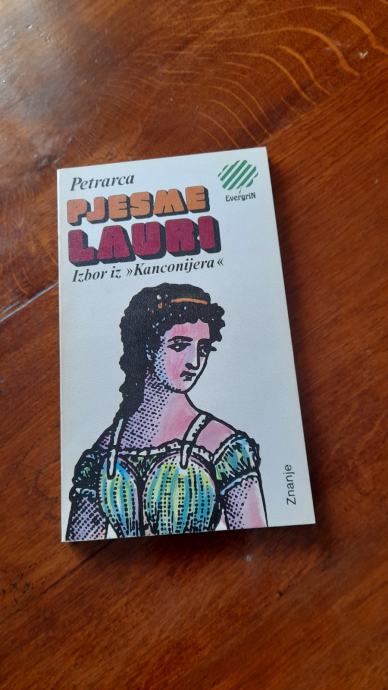 Petrarca
PJESME
LAURI
Izbor iz »Kanconijera«
EvergriN
Znanje